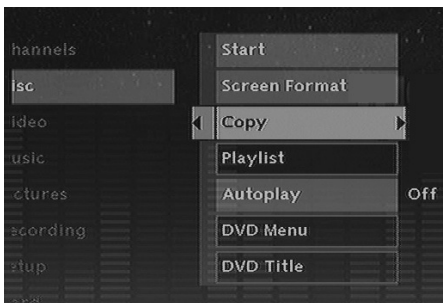 hannels
isc
ideo
usic
ctures
ecording
etup
Start
Screen Format
Copy
Playlist
Autoplay Off
DVD Menu
DVD Title